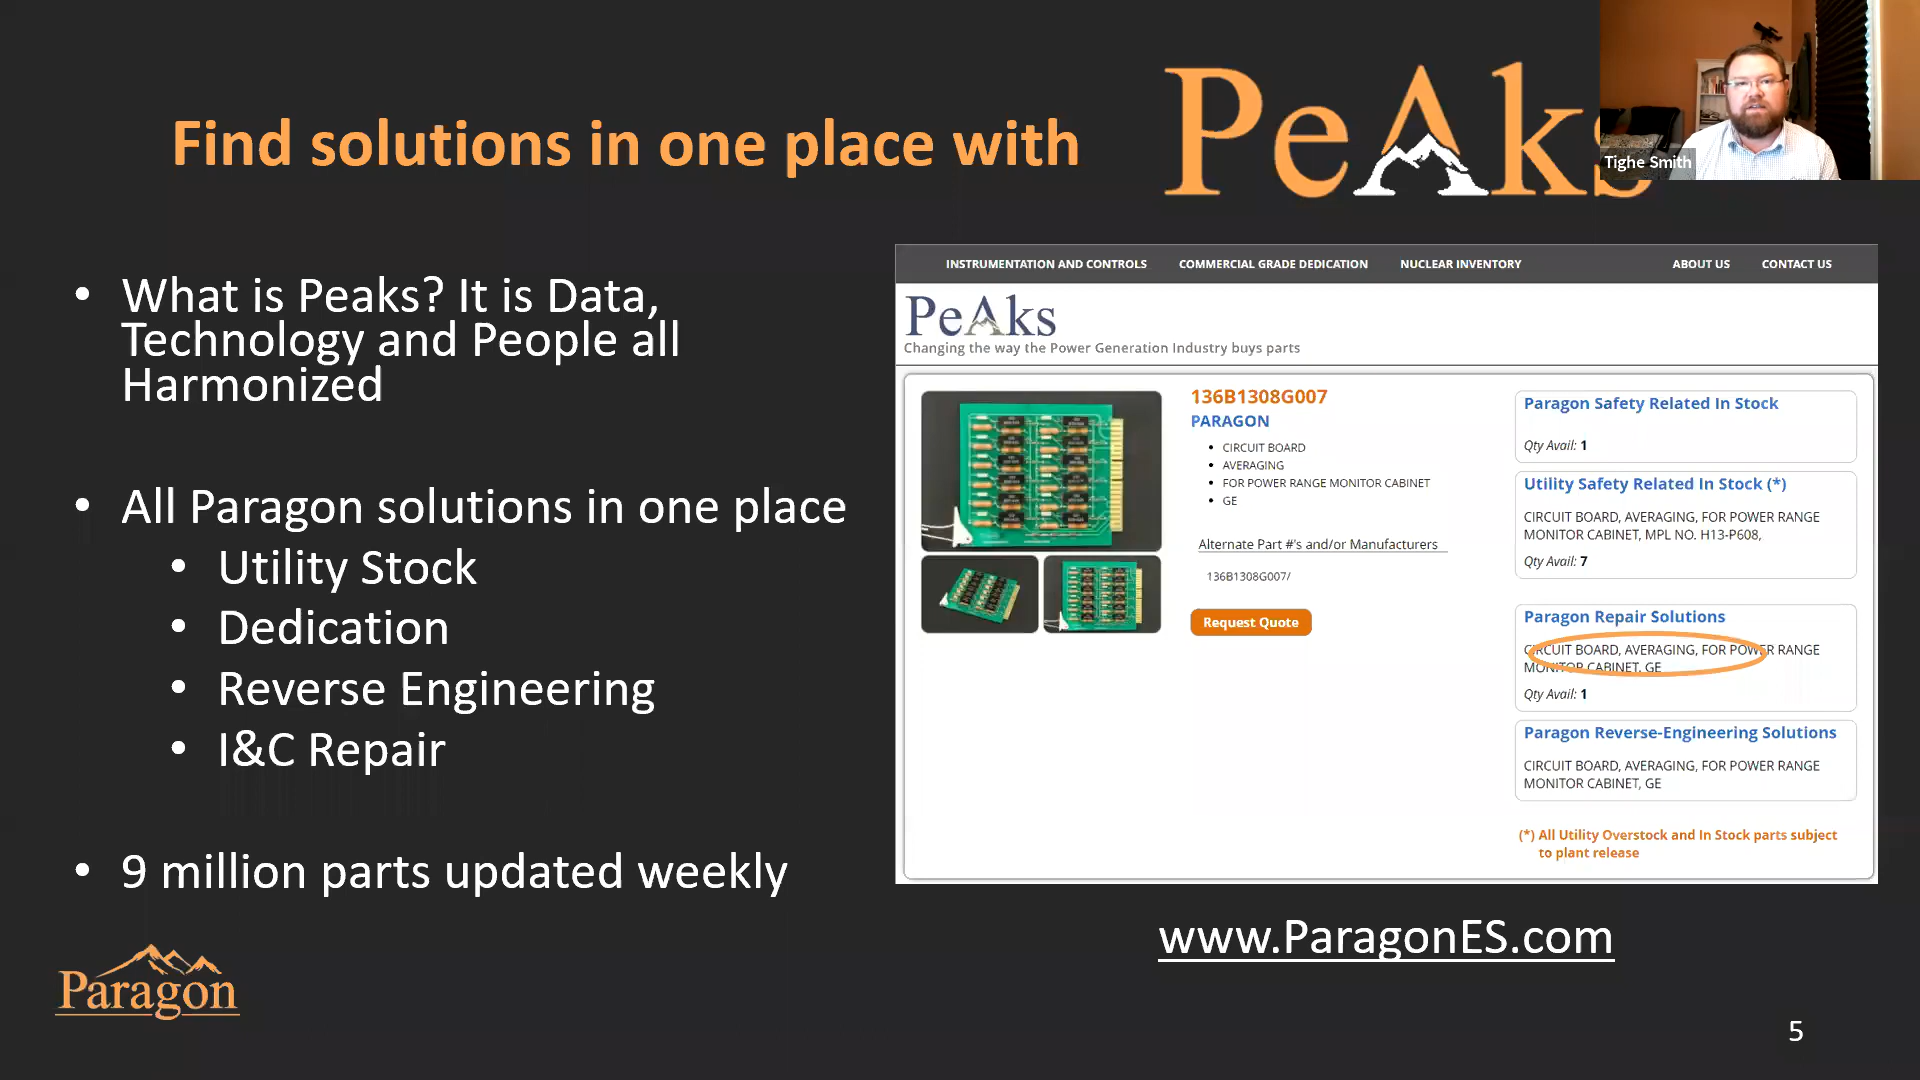 Find solutions in one place with
PeAks
Tighe Smith
• What is Peaks? It is Data,
Technology and People all
Harmonized
• All Paragon solutions in one place
• Utility Stock
• Dedication
• Reverse Engineering
• I&C Repair
• 9 million parts updated weekly
INSTRUMENTATION AND CONTROLS COMMERCIAL GRADE DEDICATION NUCLEAR INVENTORY ABOUT US CONTACT US
PeAks
Changing the way the Power Generation Industry buys parts
136B1308G007
PARAGON
• CIRCUIT BOARD
• AVERAGING
• FOR POWER RANGE MONITOR CABINET
• GE
Alternate Part #'s and/or Manufacturers
136B1308G007/
Request Quote
Paragon Safety Related In Stock
Qty Avail: 1
Utility Safety Related In Stock (*)
CIRCUIT BOARD, AVERAGING, FOR POWER RANGE
MONITOR CABINET, MPL NO. H13-P608,
Qty Avail: 7
Paragon Repair Solutions
CIRCUIT BOARD, AVERAGING, FOR POWER RANGE
MONITOR CABINET, GE
Qty Avail: 1
Paragon Reverse-Engineering Solutions
CIRCUIT BOARD, AVERAGING, FOR POWER RANGE
MONITOR CABINET, GE
(*) All Utility Overstock and In Stock parts subject
to plant release
www.ParagonES.com
Paragon
5